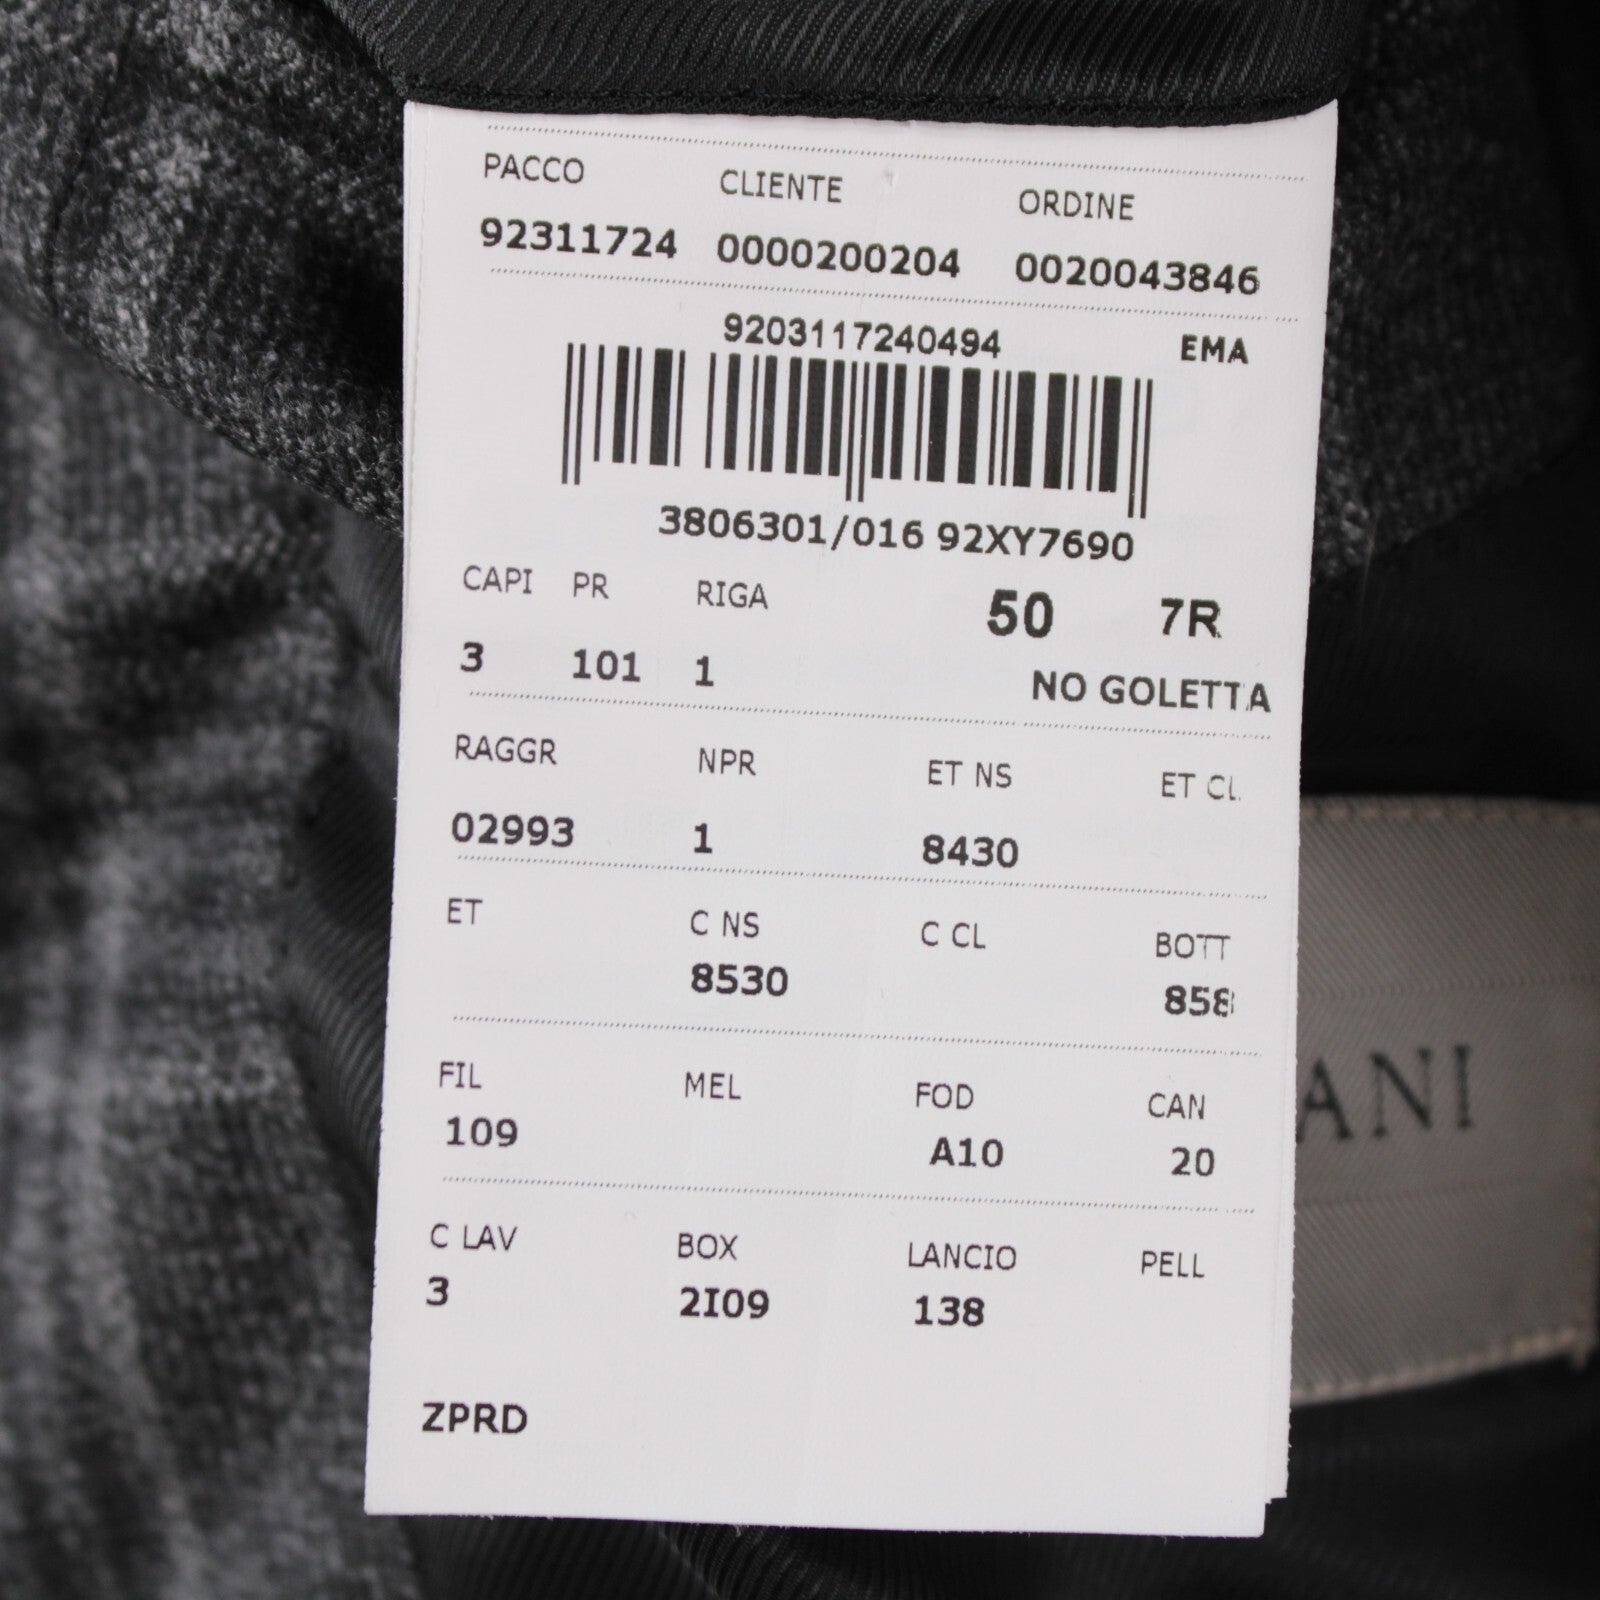 PACCO CLIENTE ORDINE
92311724 0000200204 0020043846
9203117240494 EMA
3806301/016 92XY7690
CAPI PR RIGA 50 7R
3 101 1 NO GOLETTA
RAGGR NPR ET NS ET CL
02993 1 8430
ET C NS C CL BOTT
8530 858
FIL MEL FOD CAN
109 A10 20
C LAV BOX LANCIO PELL
3 2I09 138
ZPRD